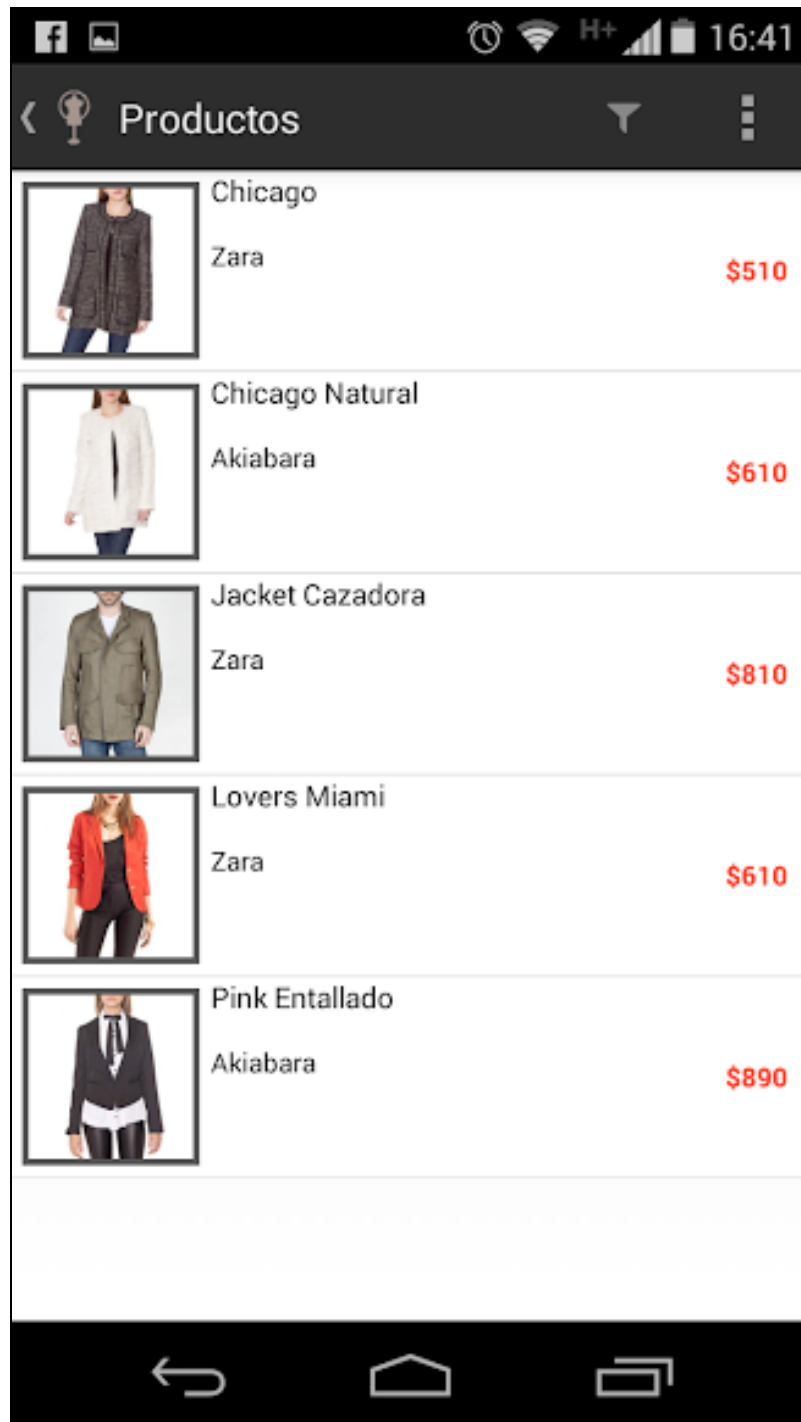 H+ 16:41
Productos
Chicago
Zara
$510
Chicago Natural
Akiabara
$610
Jacket Cazadora
Zara
$810
Lovers Miami
Zara
$610
Pink Entallado
Akiabara
$890